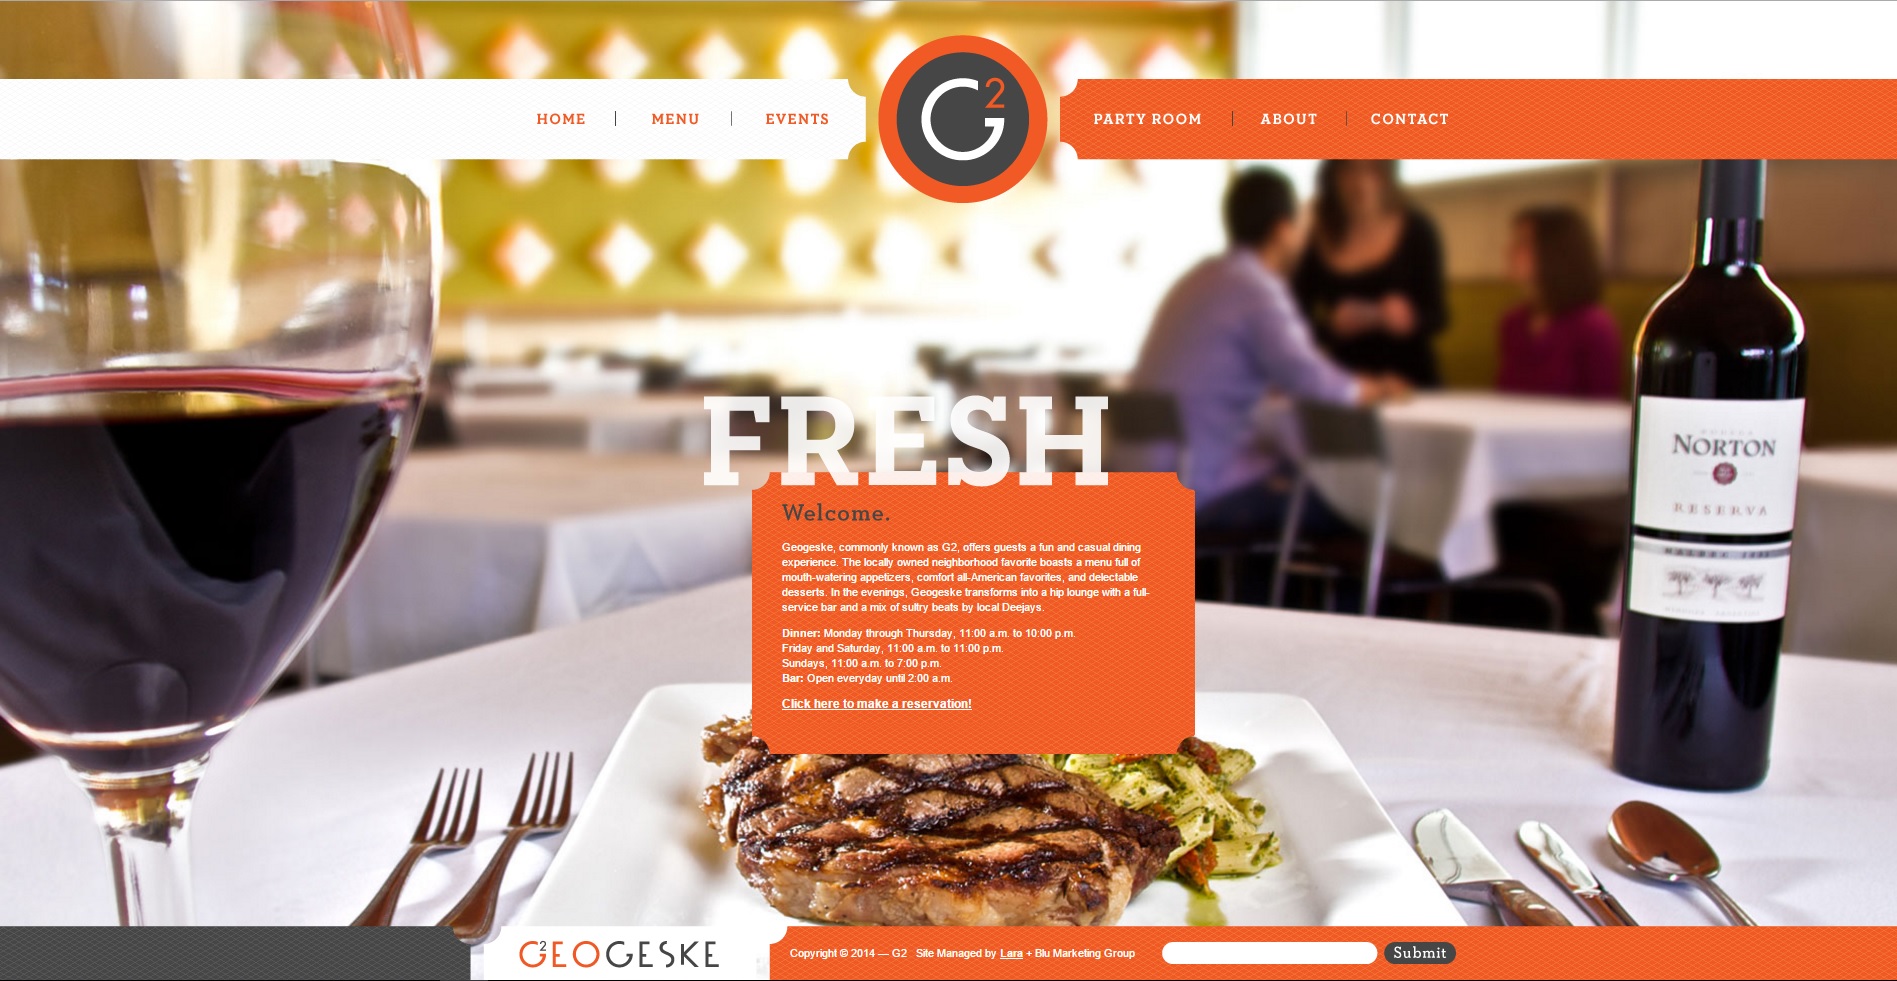 HOME | MENU | EVENTS
G2
PARTY ROOM | ABOUT | CONTACT
FRESH
Welcome.
Geogeske, commonly known as G2, offers guests a fun and casual dining
experience. The locally owned neighborhood favorite boasts a menu full of
mouth-watering appetizers, comfort all-American favorites, and delectable
desserts. In the evenings, Geogeske transforms into a hip lounge with a full-
service bar and a mix of sultry beats by local Deejays.
Dinner: Monday through Thursday, 11:00 a.m. to 10:00 p.m.
Friday and Saturday, 11:00 a.m. to 11:00 p.m.
Sundays, 11:00 a.m. to 7:00 p.m.
Bar: Open everyday until 2:00 a.m.
Click here to make a reservation!
NORTON
RESERVA
G2EOGESKE
Copyright © 2014 — G2 Site Managed by Lara + Blu Marketing Group
Submit